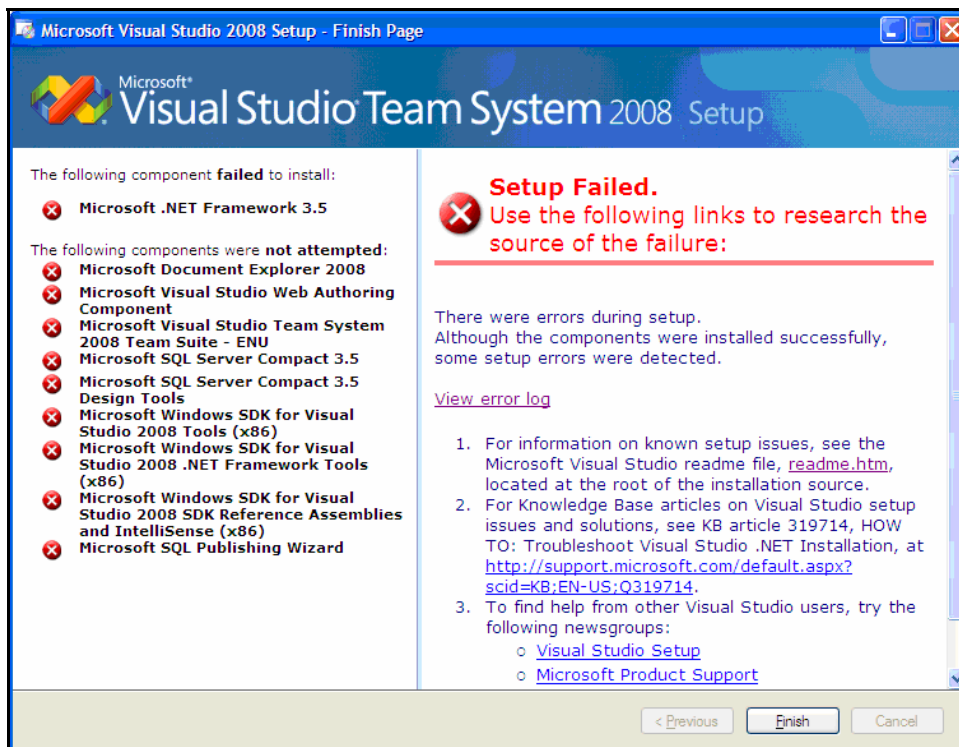 Microsoft Visual Studio 2008 Setup - Finish Page
Microsoft®
Visual Studio Team System 2008 Setup
The following component failed to install:
Microsoft .NET Framework 3.5
The following components were not attempted:
Microsoft Document Explorer 2008
Microsoft Visual Studio Web Authoring
Component
Microsoft Visual Studio Team System
2008 Team Suite - ENU
Microsoft SQL Server Compact 3.5
Microsoft SQL Server Compact 3.5
Design Tools
Microsoft Windows SDK for Visual
Studio 2008 Tools (x86)
Microsoft Windows SDK for Visual
Studio 2008 .NET Framework Tools
(x86)
Microsoft Windows SDK for Visual
Studio 2008 SDK Reference Assemblies
and IntelliSense (x86)
Microsoft SQL Publishing Wizard
Setup Failed.
Use the following links to research the
source of the failure:
There were errors during setup.
Although the components were installed successfully,
some setup errors were detected.
View error log
1. For information on known setup issues, see the
Microsoft Visual Studio readme file, readme.htm,
located at the root of the installation source.
2. For Knowledge Base articles on Visual Studio setup
issues and solutions, see KB article 319714, HOW
TO: Troubleshoot Visual Studio .NET Installation, at
http://support.microsoft.com/default.aspx?
scid=KB;EN-US;Q319714.
3. To find help from other Visual Studio users, try the
following newsgroups:
Visual Studio Setup
Microsoft Product Support
< Previous
Finish
Cancel